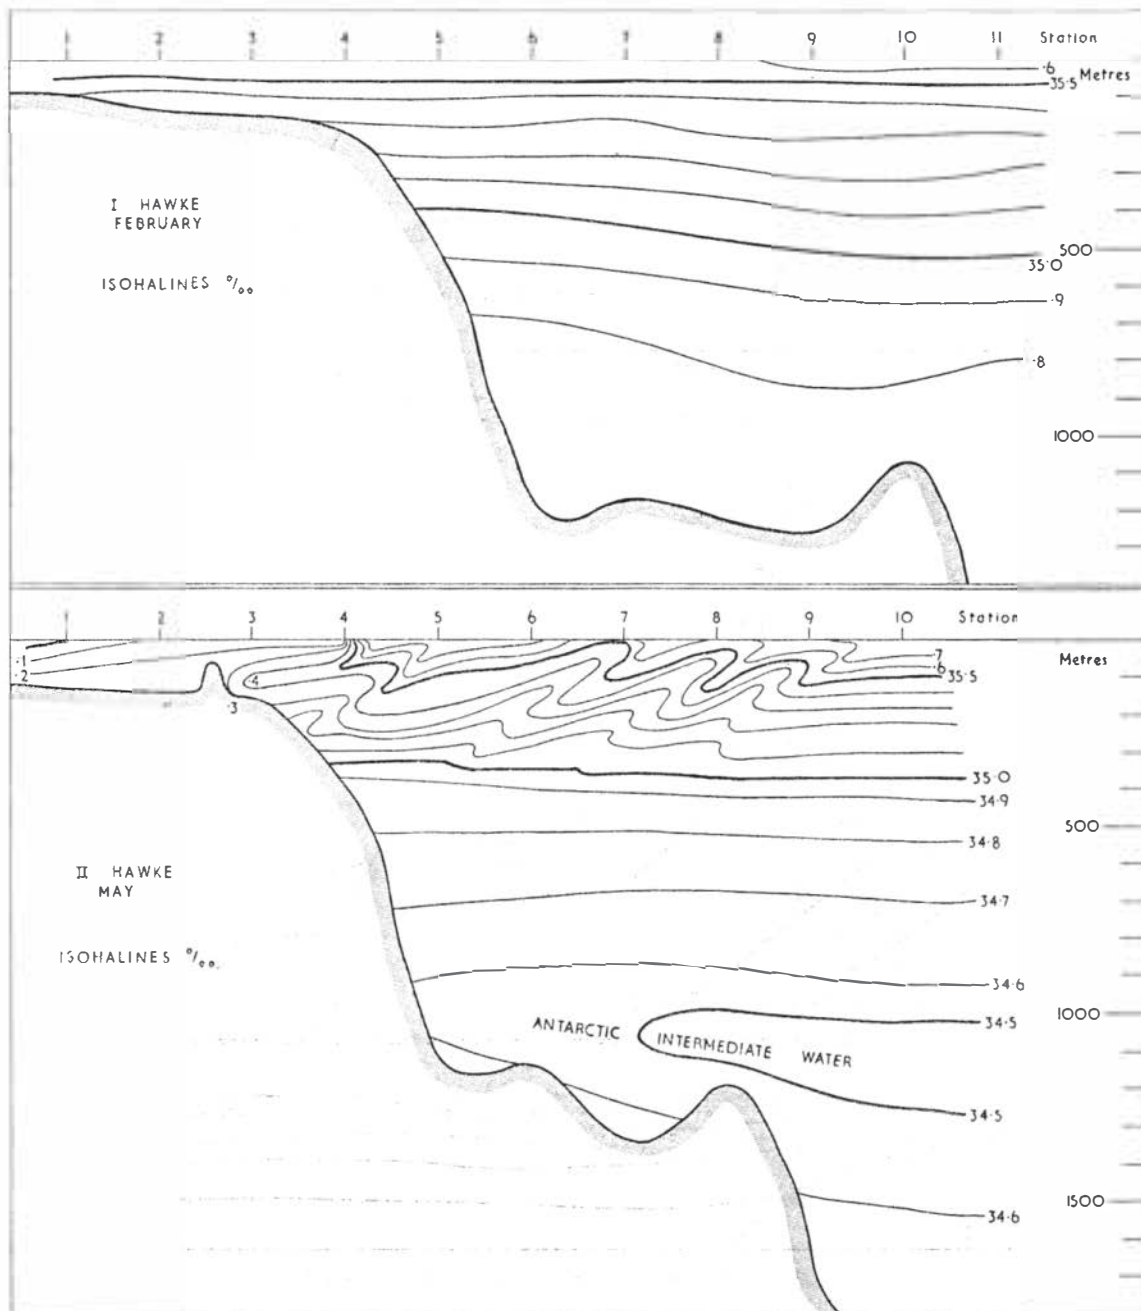 1 2 3 4 5 6 7 8 9 10 11 Station
·6
Metres
35·5
I HAWKE
FEBRUARY
ISOHALINES °/₀₀
500
35·0
·9
·8
1000
1 2 3 4 5 6 7 8 9 10 Station
·1
·2
·3
·4
·7
·6
35·5
Metres
35·0
34·9
500
34·8
II HAWKE
MAY
34·7
ISOHALINES °/₀₀.
34·6
1000
34·5
ANTARCTIC INTERMEDIATE WATER
34·5
1500
34·6